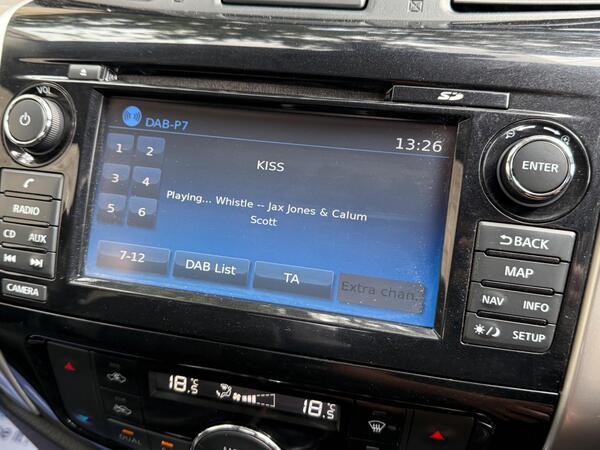 DAB-P7
13:26
KISS
Playing... Whistle -- Jax Jones & Calum
Scott
1 2
3 4
5 6
7-12 DAB List TA Extra chan.
VOL
RADIO
CD AUX
CAMERA
SD
ENTER
BACK
MAP
NAV INFO
SETUP
18.5°C 18.5°C
DUAL